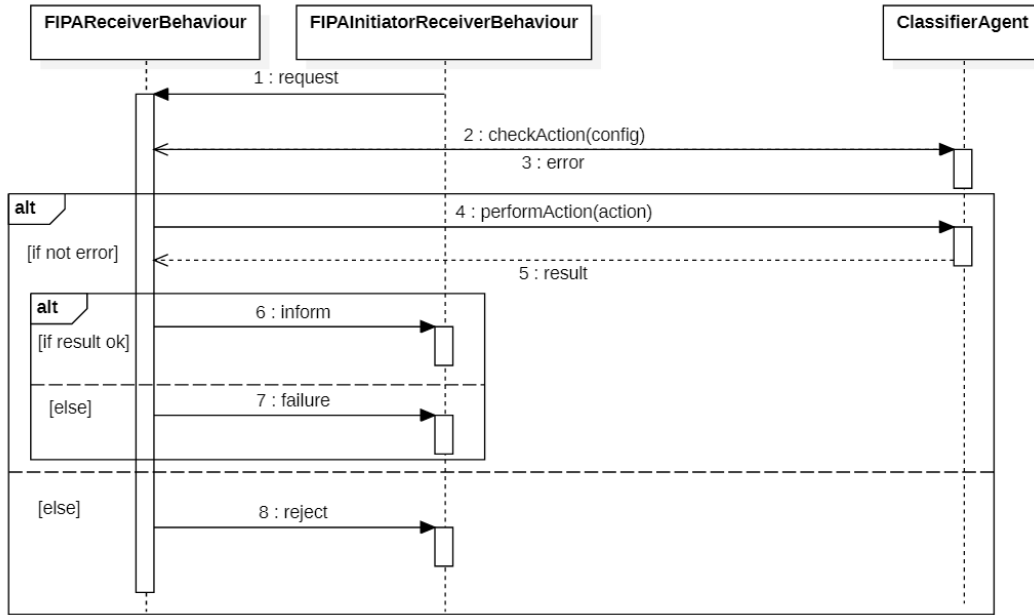 FIPAReceiverBehaviour
FIPAInitiatorReceiverBehaviour
ClassifierAgent
1 : request
2 : checkAction(config)
3 : error
alt
4 : performAction(action)
[if not error]
5 : result
alt
6 : inform
[if result ok]
7 : failure
[else]
[else]
8 : reject